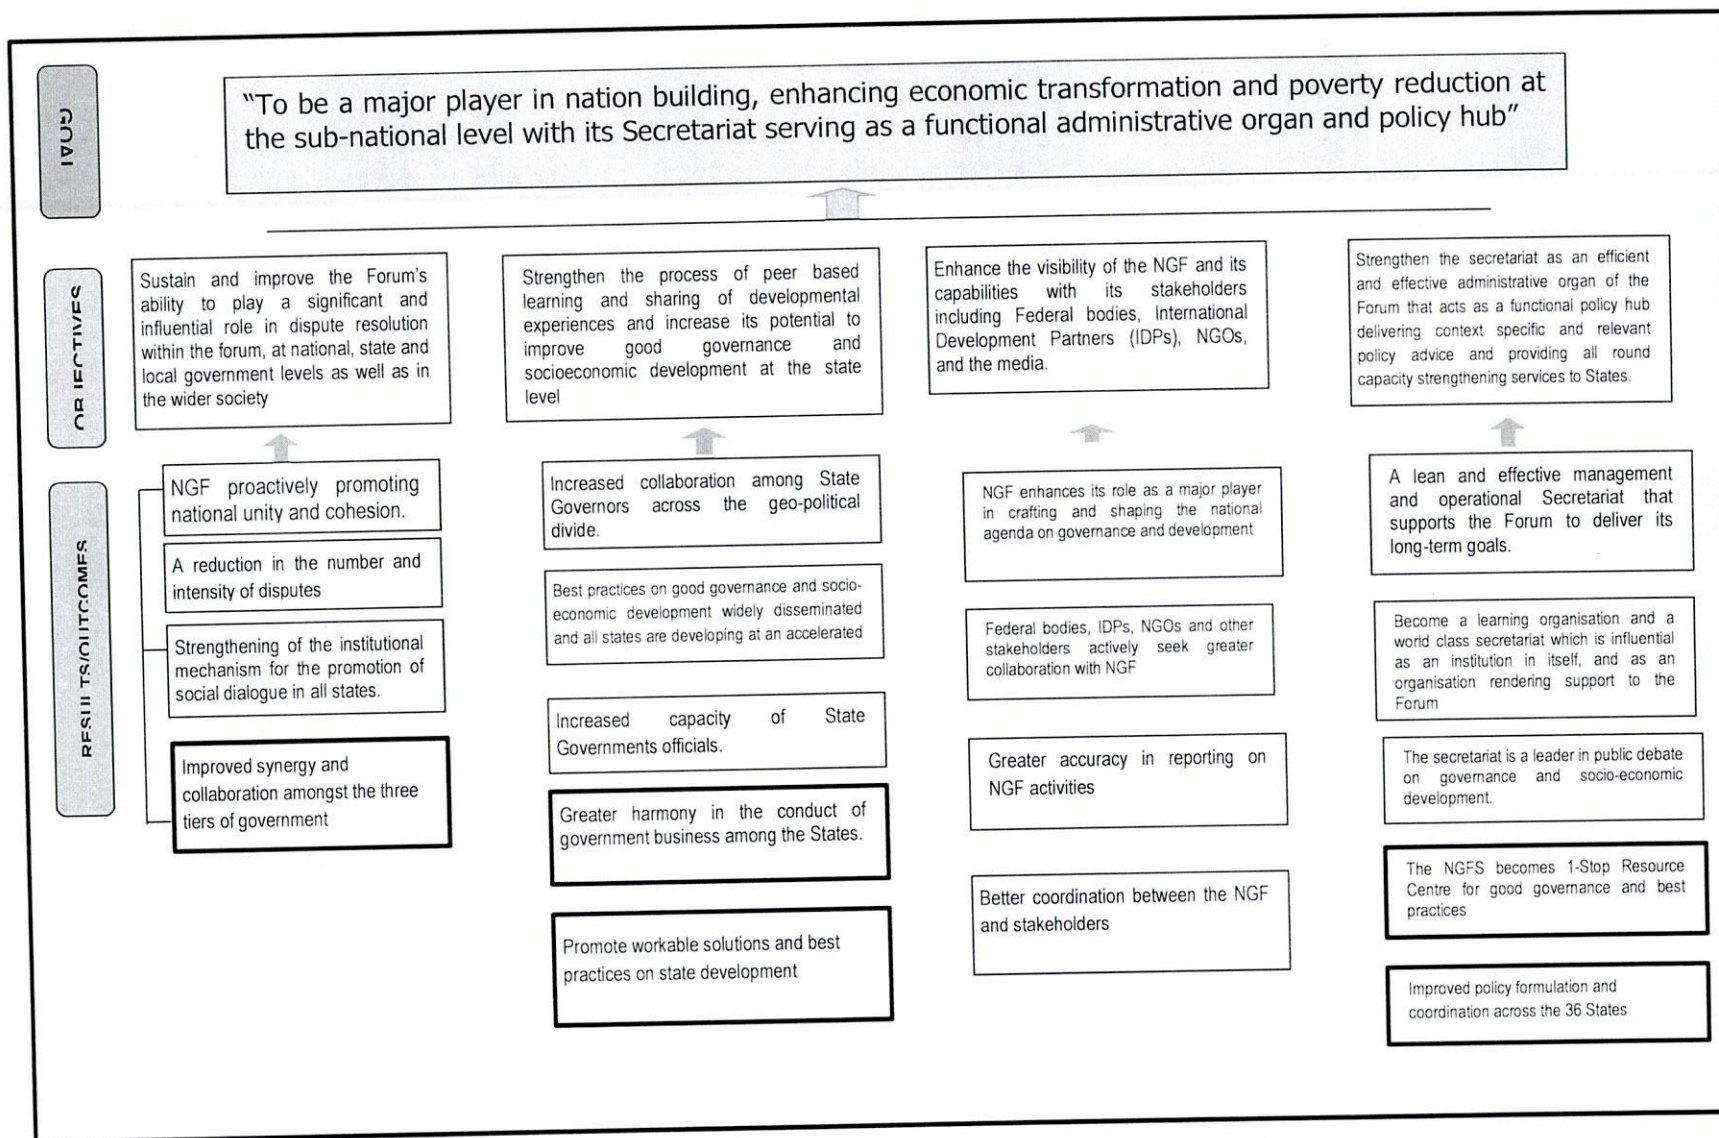 GOAL
"To be a major player in nation building, enhancing economic transformation and poverty reduction at
the sub-national level with its Secretariat serving as a functional administrative organ and policy hub"
OBJECTIVES
Sustain and improve the Forum's
ability to play a significant and
influential role in dispute resolution
within the forum, at national, state and
local government levels as well as in
the wider society
Strengthen the process of peer based
learning and sharing of developmental
experiences and increase its potential to
improve good governance and
socioeconomic development at the state
level
Enhance the visibility of the NGF and its
capabilities with its stakeholders
including Federal bodies, International
Development Partners (IDPs), NGOs,
and the media.
Strengthen the secretariat as an efficient
and effective administrative organ of the
Forum that acts as a functional policy hub
delivering context specific and relevant
policy advice and providing all round
capacity strengthening services to States.
RESULTS/OUTCOMES
NGF proactively promoting
national unity and cohesion.
A reduction in the number and
intensity of disputes
Strengthening of the institutional
mechanism for the promotion of
social dialogue in all states.
Improved synergy and
collaboration amongst the three
tiers of government
Increased collaboration among State
Governors across the geo-political
divide.
Best practices on good governance and socio-
economic development widely disseminated
and all states are developing at an accelerated
Increased capacity of State
Governments officials.
Greater harmony in the conduct of
government business among the States.
Promote workable solutions and best
practices on state development
NGF enhances its role as a major player
in crafting and shaping the national
agenda on governance and development
Federal bodies, IDPs, NGOs and other
stakeholders actively seek greater
collaboration with NGF
Greater accuracy in reporting on
NGF activities
Better coordination between the NGF
and stakeholders
A lean and effective management
and operational Secretariat that
supports the Forum to deliver its
long-term goals.
Become a learning organisation and a
world class secretariat which is influential
as an institution in itself, and as an
organisation rendering support to the
Forum
The secretariat is a leader in public debate
on governance and socio-economic
development.
The NGFS becomes 1-Stop Resource
Centre for good governance and best
practices
Improved policy formulation and
coordination across the 36 States